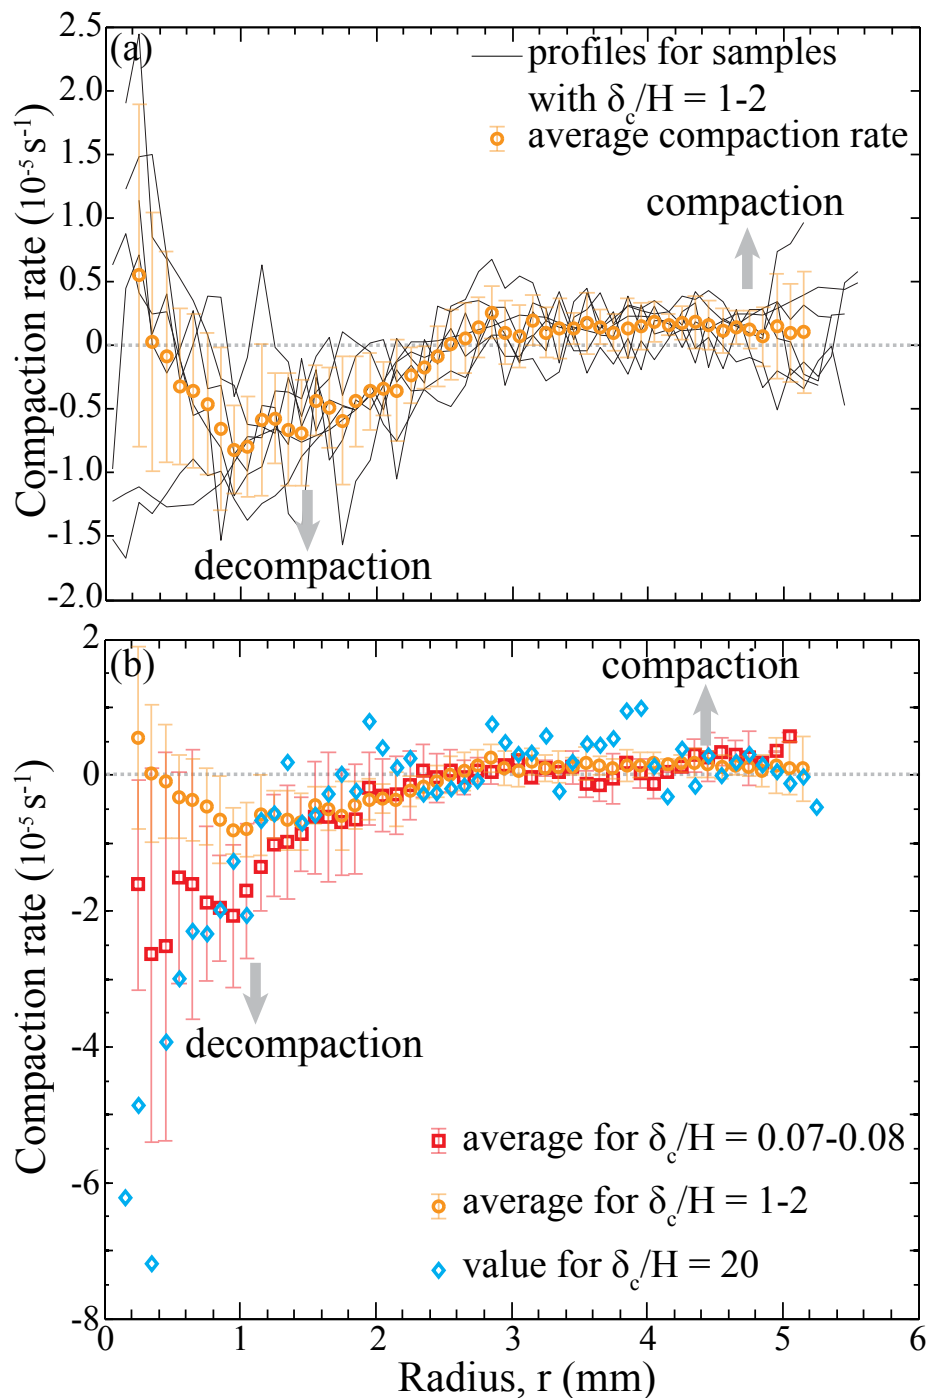 (a)
profiles for samples
with δc/H = 1-2
average compaction rate
compaction
decompaction
Compaction rate (10-5 s-1)
2.5
2.0
1.5
1.0
0.5
0
-0.5
-1.0
-1.5
-2.0
(b)
compaction
decompaction
average for δc/H = 0.07-0.08
average for δc/H = 1-2
value for δc/H = 20
Compaction rate (10-5 s-1)
2
0
-2
-4
-6
-8
0 1 2 3 4 5 6
Radius, r (mm)